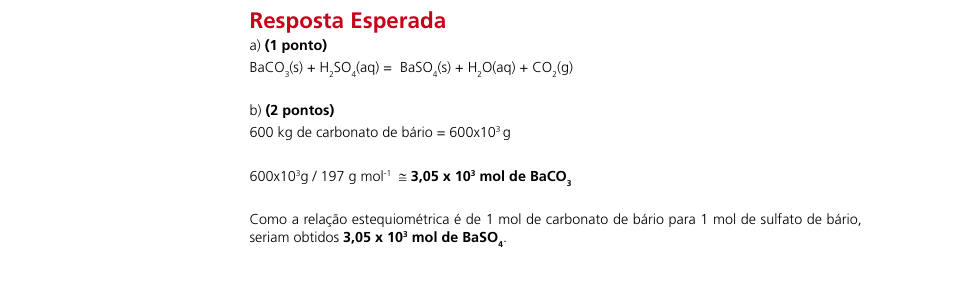 Resposta Esperada
a) (1 ponto)
BaCO₃(s) + H₂SO₄(aq) = BaSO₄(s) + H₂O(aq) + CO₂(g)
b) (2 pontos)
600 kg de carbonato de bário = 600x10³ g
600x10³g / 197 g mol⁻¹ ≅ 3,05 x 10³ mol de BaCO₃
Como a relação estequiométrica é de 1 mol de carbonato de bário para 1 mol de sulfato de bário,
seriam obtidos 3,05 x 10³ mol de BaSO₄.